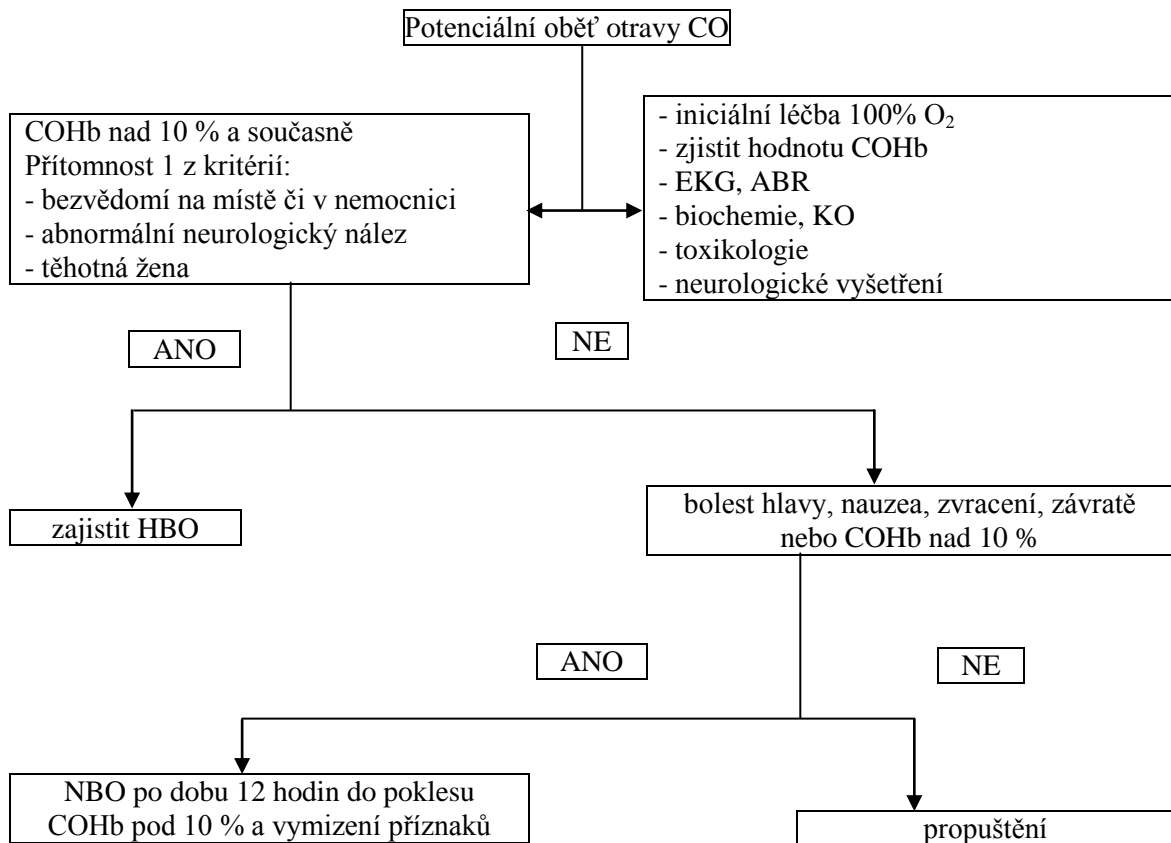 Potenciální oběť otravy CO
COHb nad 10 % a současně
Přítomnost 1 z kritérií:
- bezvědomí na místě či v nemocnici
- abnormální neurologický nález
- těhotná žena
- iniciální léčba 100% O₂
- zjistit hodnotu COHb
- EKG, ABR
- biochemie, KO
- toxikologie
- neurologické vyšetření
ANO
NE
zajistit HBO
bolest hlavy, nauzea, zvracení, závratě
nebo COHb nad 10 %
ANO
NE
NBO po dobu 12 hodin do poklesu
COHb pod 10 % a vymizení příznaků
propuštění